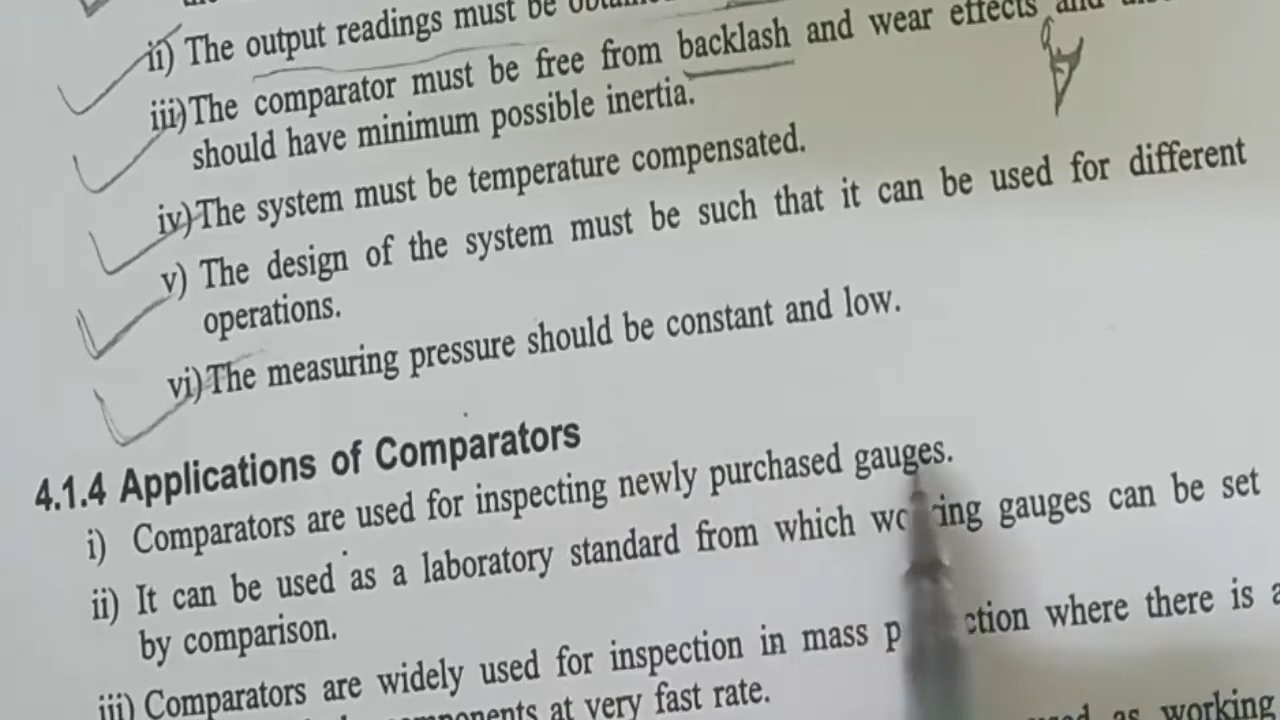 ii) The output readings must be
iii) The comparator must be free from backlash and wear effects and
should have minimum possible inertia.
iv) The system must be temperature compensated.
v) The design of the system must be such that it can be used for different
operations.
vi) The measuring pressure should be constant and low.
4.1.4 Applications of Comparators
i) Comparators are used for inspecting newly purchased gauges.
ii) It can be used as a laboratory standard from which gauges can be set
by comparison.
iii) Comparators are widely used for inspection in mass where there is a
at very fast rate.
as working